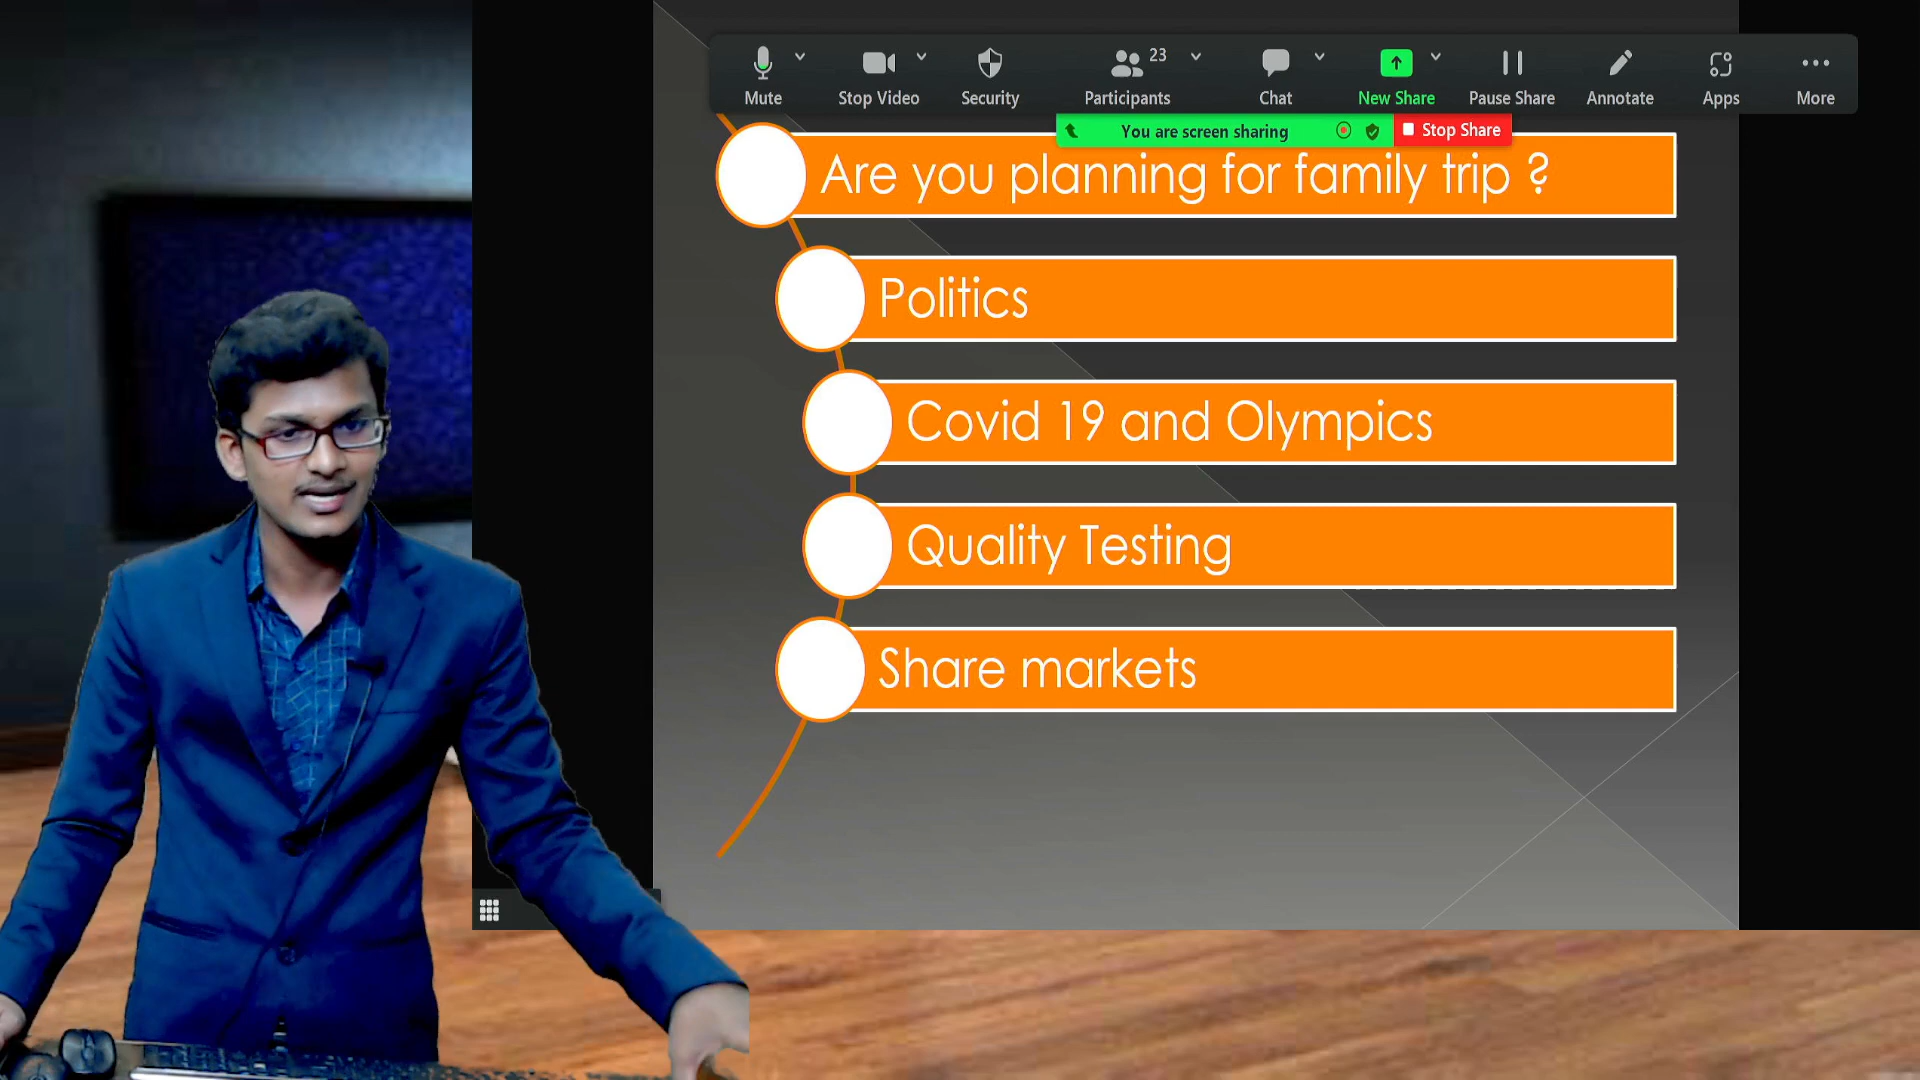 Mute
Stop Video
Security
23
Participants
Chat
New Share
Pause Share
Annotate
Apps
More
You are screen sharing
Stop Share
Are you planning for family trip ?
Politics
Covid 19 and Olympics
Quality Testing
Share markets